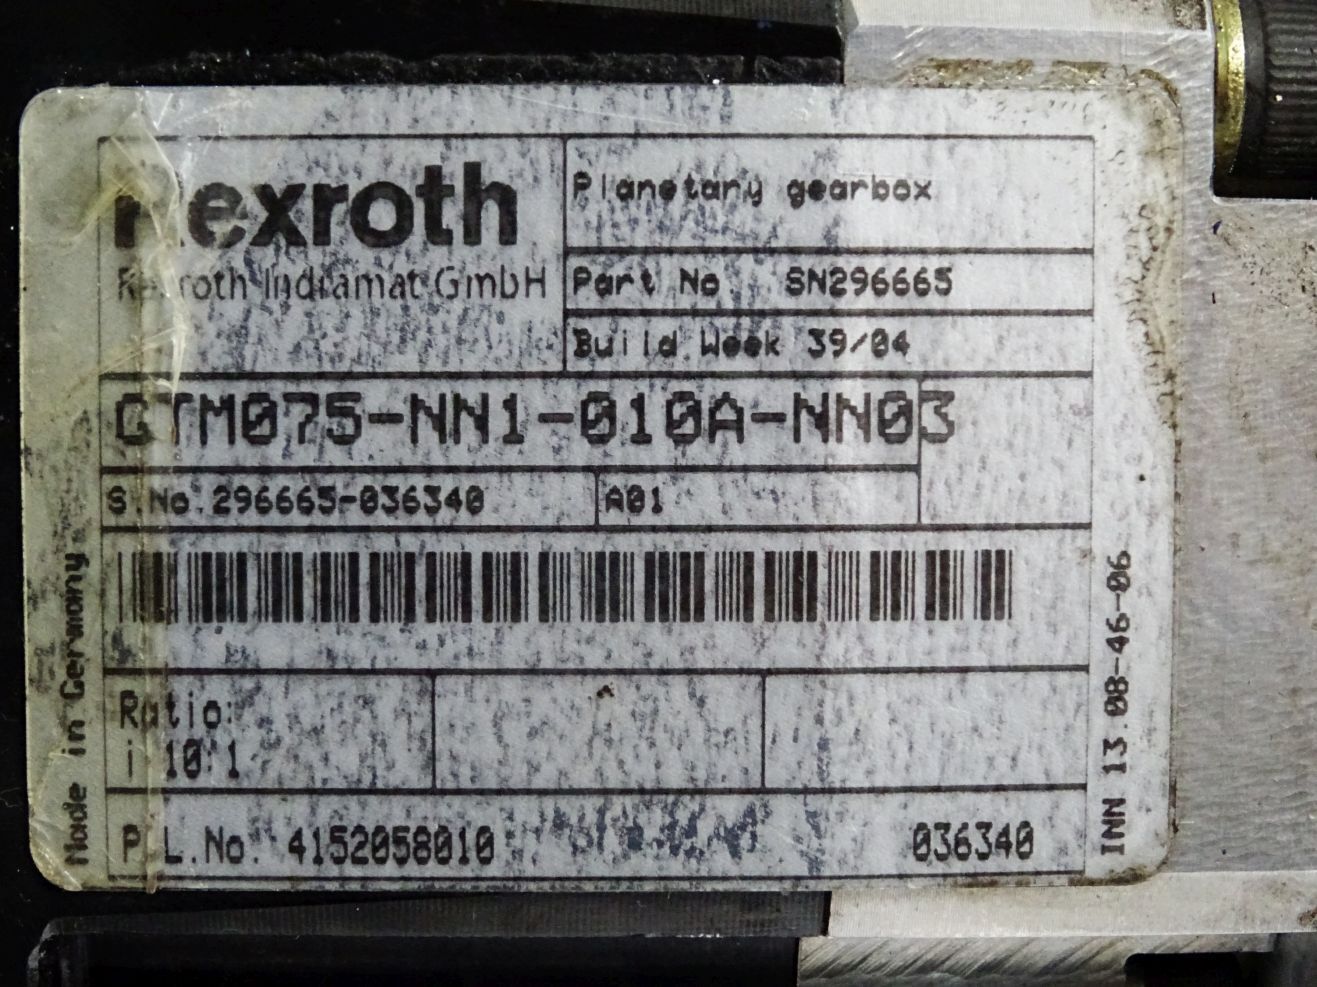 Rexroth
Rexroth Indramat GmbH
Planetary gearbox
Part No SN296665
Build Week 39/04
GTM075-NN1-010A-NN03
S.No.296665-036340
A01
Ratio:
i 10:1
P.L.No. 4152058010
036340
Made in Germany
INN 13.08-46-06